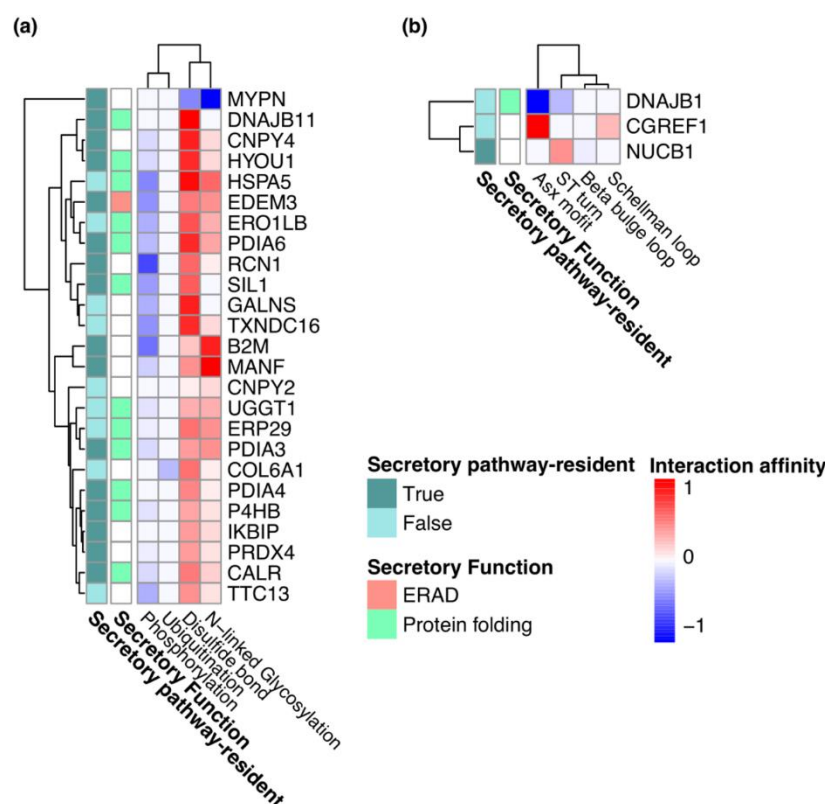 (a)
MYPN
DNAJB11
CNPY4
HYOU1
HSPA5
EDEM3
ERO1LB
PDIA6
RCN1
SIL1
GALNS
TXNDC16
B2M
MANF
CNPY2
UGGT1
ERP29
PDIA3
COL6A1
PDIA4
P4HB
IKBIP
PRDX4
CALR
TTC13
N-linked Glycosylation
Disulfide bond
Ubiquitination
Phosphorylation
Secretory Function
Secretory pathway-resident
(b)
DNAJB1
CGREF1
NUCB1
Schellman loop
Beta bulge loop
ST turn
Asx mofit
Secretory Function
Secretory pathway-resident
Secretory pathway-resident
True
False
Secretory Function
ERAD
Protein folding
Interaction affinity
1
0
−1